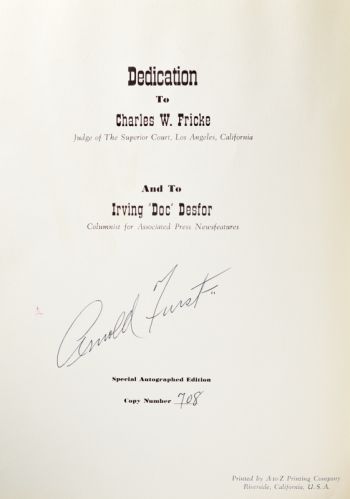 Dedication
To
Charles W. Fricke
Judge of The Superior Court, Los Angeles, California
And To
Irving "Doc" Desfor
Columnist for Associated Press Newsfeatures
Arnold Furst
Special Autographed Edition
Copy Number 708
Printed by A to Z Printing Company
Riverside, California, U. S. A.